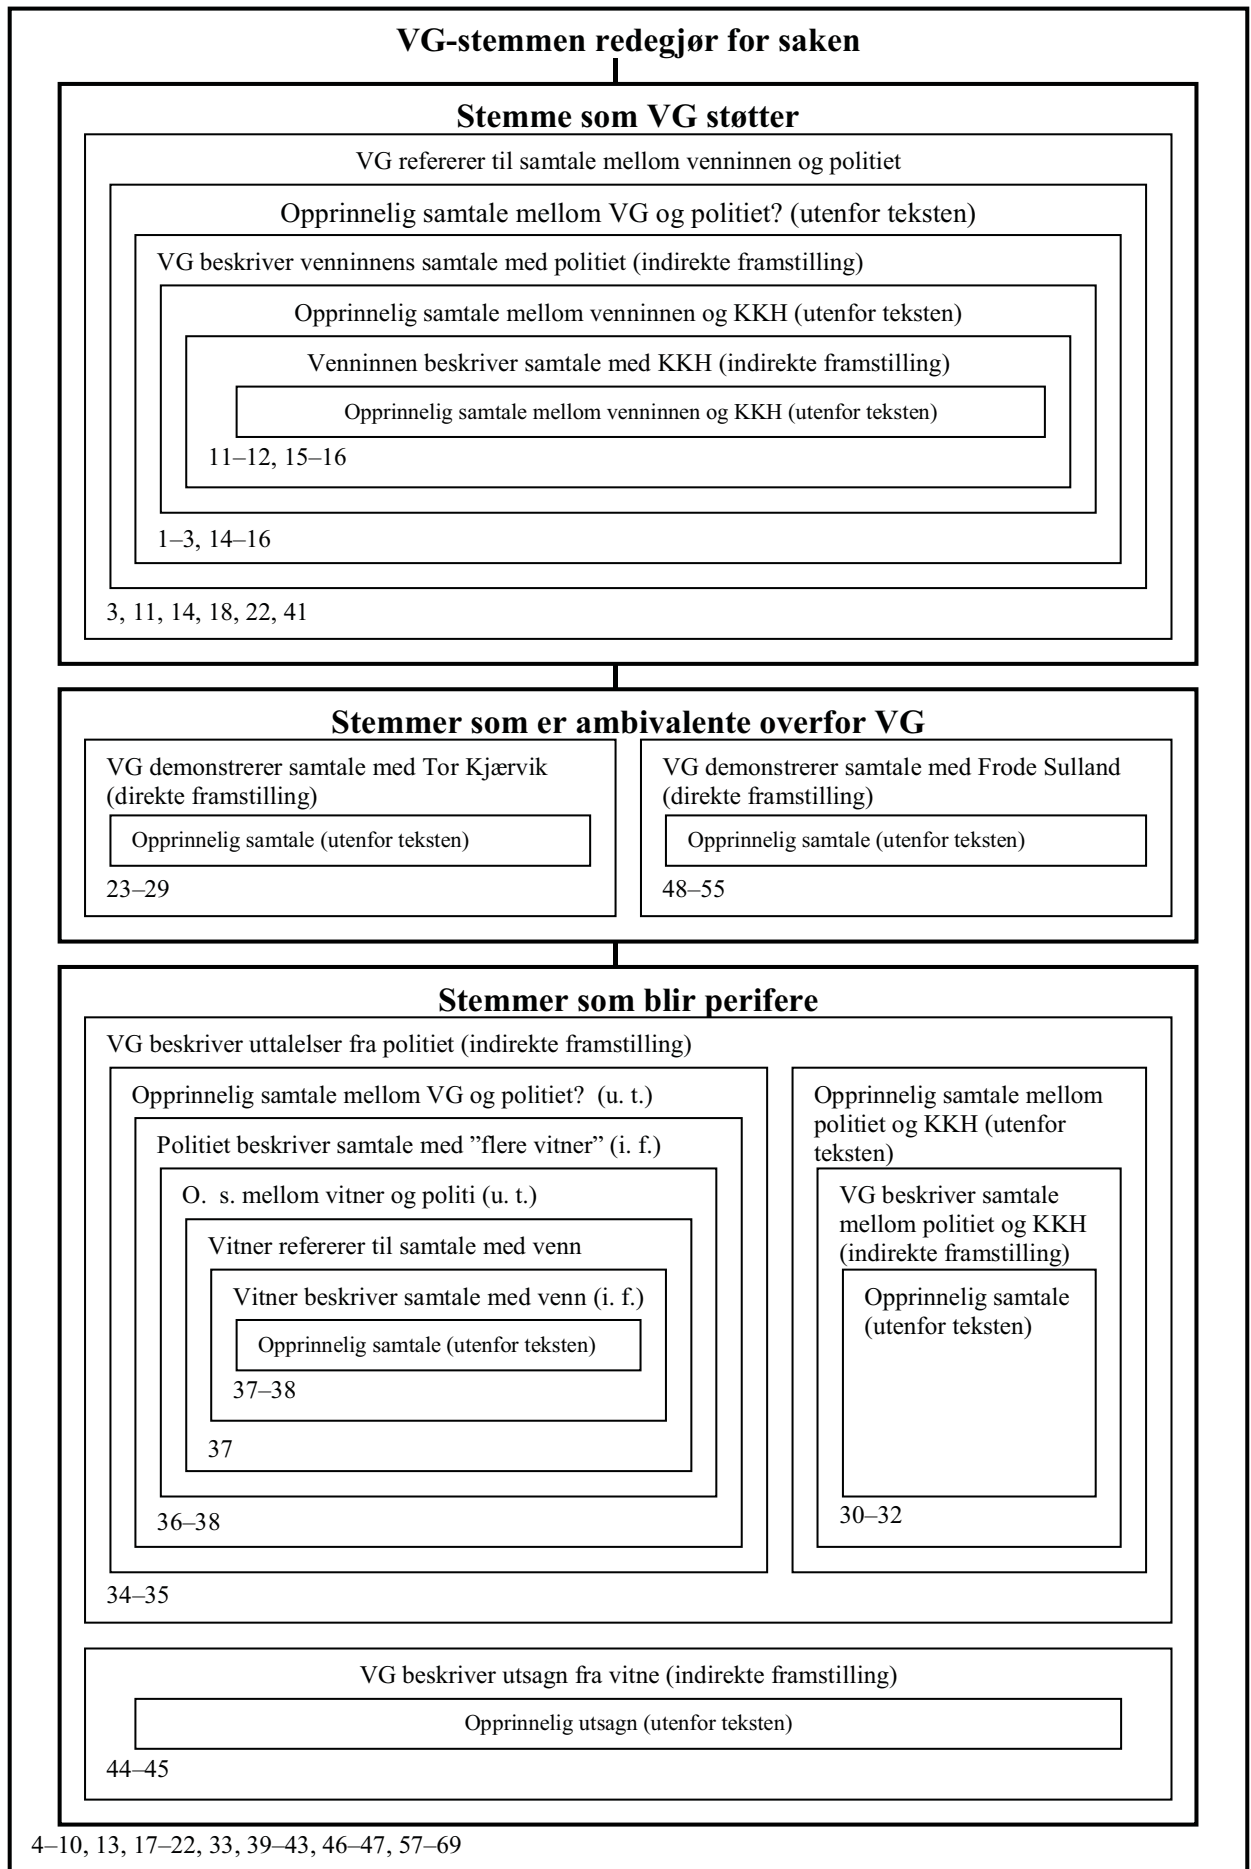 VG-stemmen redegjør for saken
Stemme som VG støtter
VG refererer til samtale mellom venninnen og politiet
Opprinnelig samtale mellom VG og politiet? (utenfor teksten)
VG beskriver venninnens samtale med politiet (indirekte framstilling)
Opprinnelig samtale mellom venninnen og KKH (utenfor teksten)
Venninnen beskriver samtale med KKH (indirekte framstilling)
Opprinnelig samtale mellom venninnen og KKH (utenfor teksten)
11–12, 15–16
1–3, 14–16
3, 11, 14, 18, 22, 41
Stemmer som er ambivalente overfor VG
VG demonstrerer samtale med Tor Kjærvik
(direkte framstilling)
Opprinnelig samtale (utenfor teksten)
23–29
VG demonstrerer samtale med Frode Sulland
(direkte framstilling)
Opprinnelig samtale (utenfor teksten)
48–55
Stemmer som blir perifere
VG beskriver uttalelser fra politiet (indirekte framstilling)
Opprinnelig samtale mellom VG og politiet? (u. t.)
Politiet beskriver samtale med ”flere vitner” (i. f.)
O. s. mellom vitner og politi (u. t.)
Vitner refererer til samtale med venn
Vitner beskriver samtale med venn (i. f.)
Opprinnelig samtale (utenfor teksten)
37–38
37
36–38
34–35
Opprinnelig samtale mellom
politiet og KKH (utenfor
teksten)
VG beskriver samtale
mellom politiet og KKH
(indirekte framstilling)
Opprinnelig samtale
(utenfor teksten)
30–32
VG beskriver utsagn fra vitne (indirekte framstilling)
Opprinnelig utsagn (utenfor teksten)
44–45
4–10, 13, 17–22, 33, 39–43, 46–47, 57–69